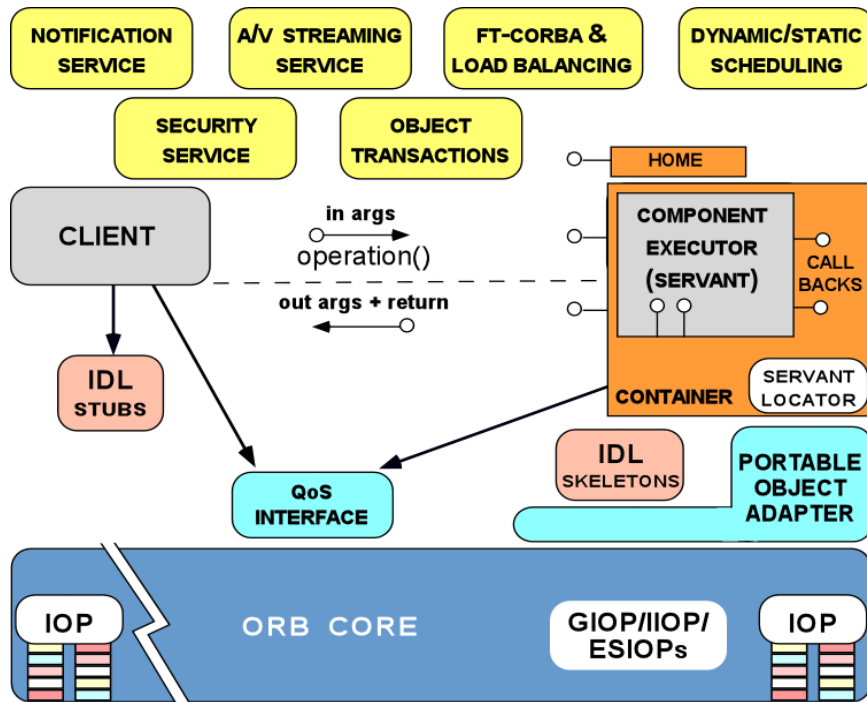 NOTIFICATION
SERVICE
A/V STREAMING
SERVICE
FT-CORBA &
LOAD BALANCING
DYNAMIC/STATIC
SCHEDULING
SECURITY
SERVICE
OBJECT
TRANSACTIONS
HOME
CLIENT
in args
operation()
out args + return
COMPONENT
EXECUTOR
(SERVANT)
CALL
BACKS
CONTAINER
SERVANT
LOCATOR
IDL
STUBS
QoS
INTERFACE
IDL
SKELETONS
PORTABLE
OBJECT
ADAPTER
IOP
ORB CORE
GIOP/IIOP/
ESIOPs
IOP